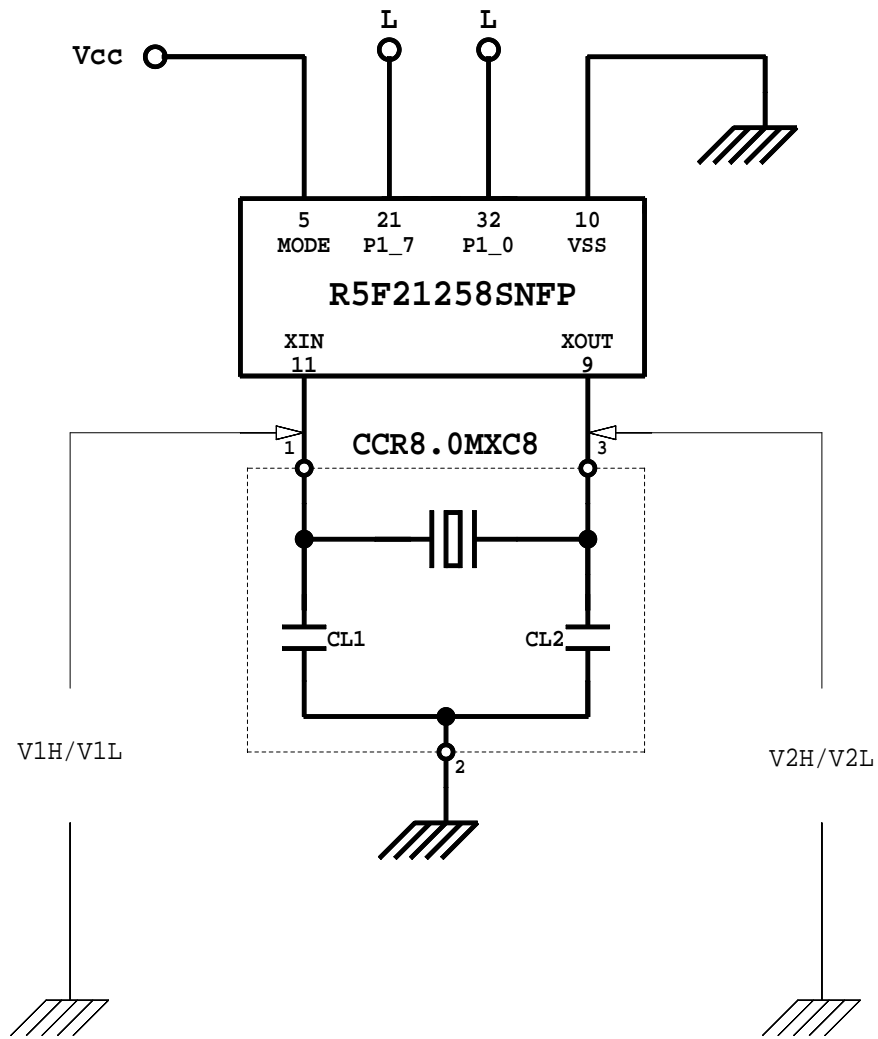 L L
Vcc
5 21 32 10
MODE P1_7 P1_0 VSS
R5F21258SNFP
XIN XOUT
11 9
CCR8.0MXC8
1 3
CL1 CL2
V1H/V1L V2H/V2L
2